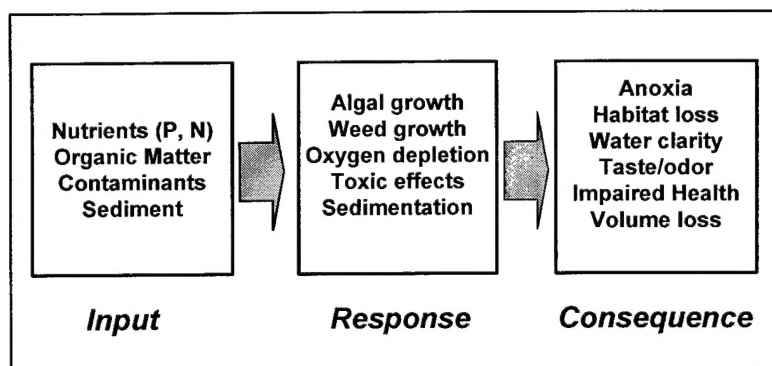 Nutrients (P, N)
Organic Matter
Contaminants
Sediment
Input
Algal growth
Weed growth
Oxygen depletion
Toxic effects
Sedimentation
Response
Anoxia
Habitat loss
Water clarity
Taste/odor
Impaired Health
Volume loss
Consequence